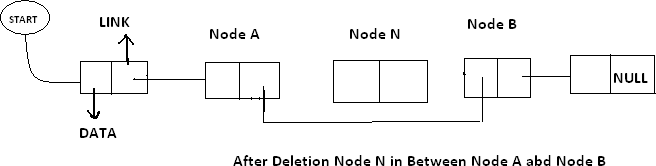 START
LINK
Node A
Node N
Node B
NULL
DATA
After Deletion Node N in Between Node A abd Node B